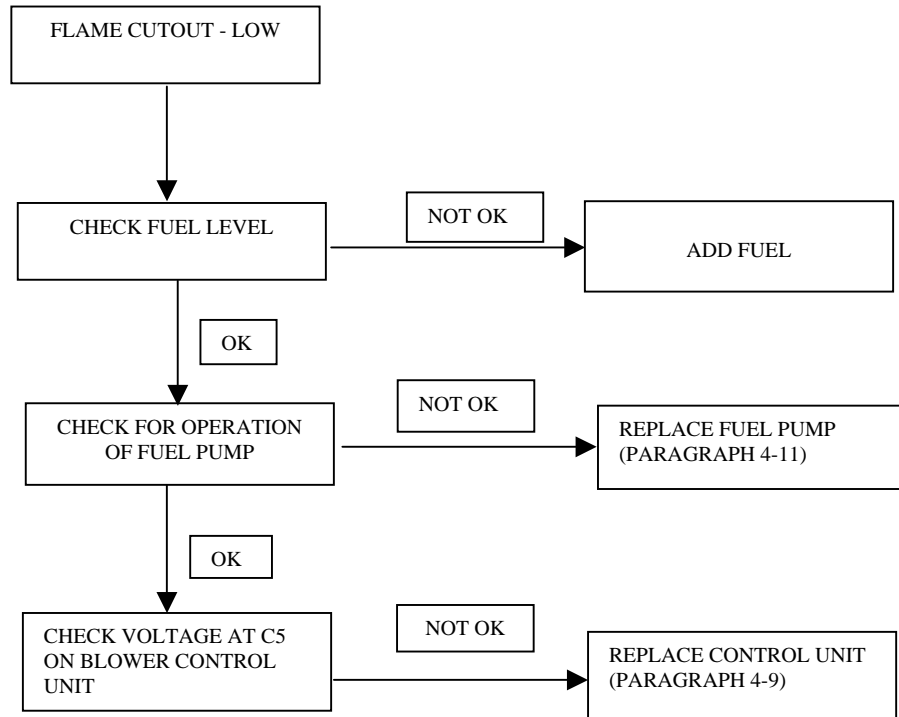 FLAME CUTOUT - LOW
CHECK FUEL LEVEL
NOT OK
ADD FUEL
OK
CHECK FOR OPERATION
OF FUEL PUMP
NOT OK
REPLACE FUEL PUMP
(PARAGRAPH 4-11)
OK
CHECK VOLTAGE AT C5
ON BLOWER CONTROL
UNIT
NOT OK
REPLACE CONTROL UNIT
(PARAGRAPH 4-9)